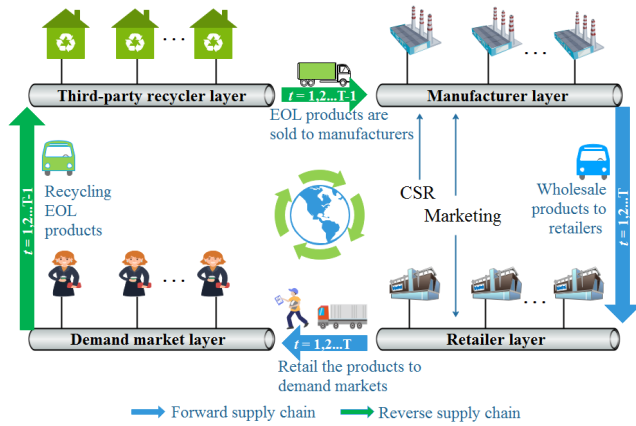 Third-party recycler layer
t = 1,2...T-1
Manufacturer layer
EOL products are
sold to manufacturers
t = 1,2...T-1
Recycling
EOL
products
CSR
Marketing
Wholesale
products to
retailers
t = 1,2...T
Demand market layer
t = 1,2...T
Retailer layer
Retail the products to
demand markets
Forward supply chain
Reverse supply chain